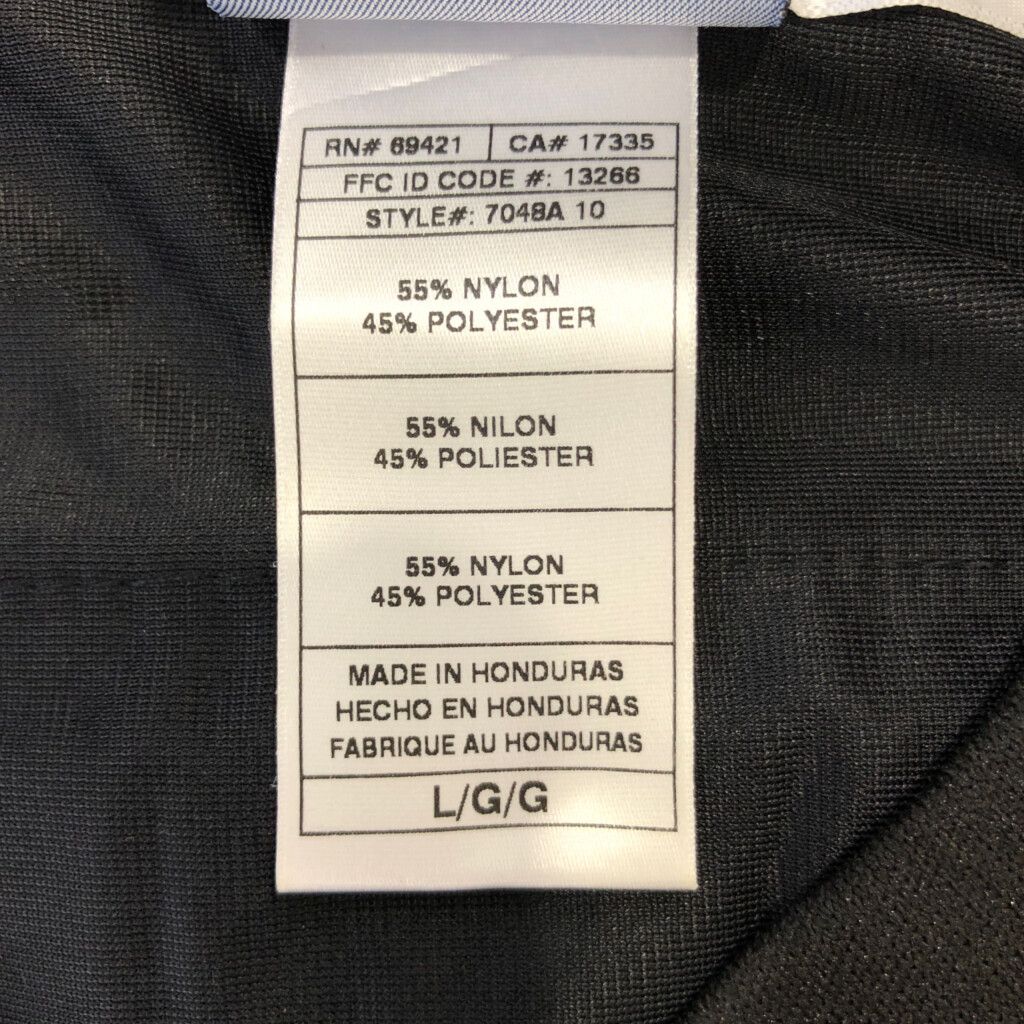 RN# 69421 CA# 17335
FFC ID CODE #: 13266
STYLE#: 7048A 10
55% NYLON
45% POLYESTER
55% NILON
45% POLIESTER
55% NYLON
45% POLYESTER
MADE IN HONDURAS
HECHO EN HONDURAS
FABRIQUE AU HONDURAS
L/G/G